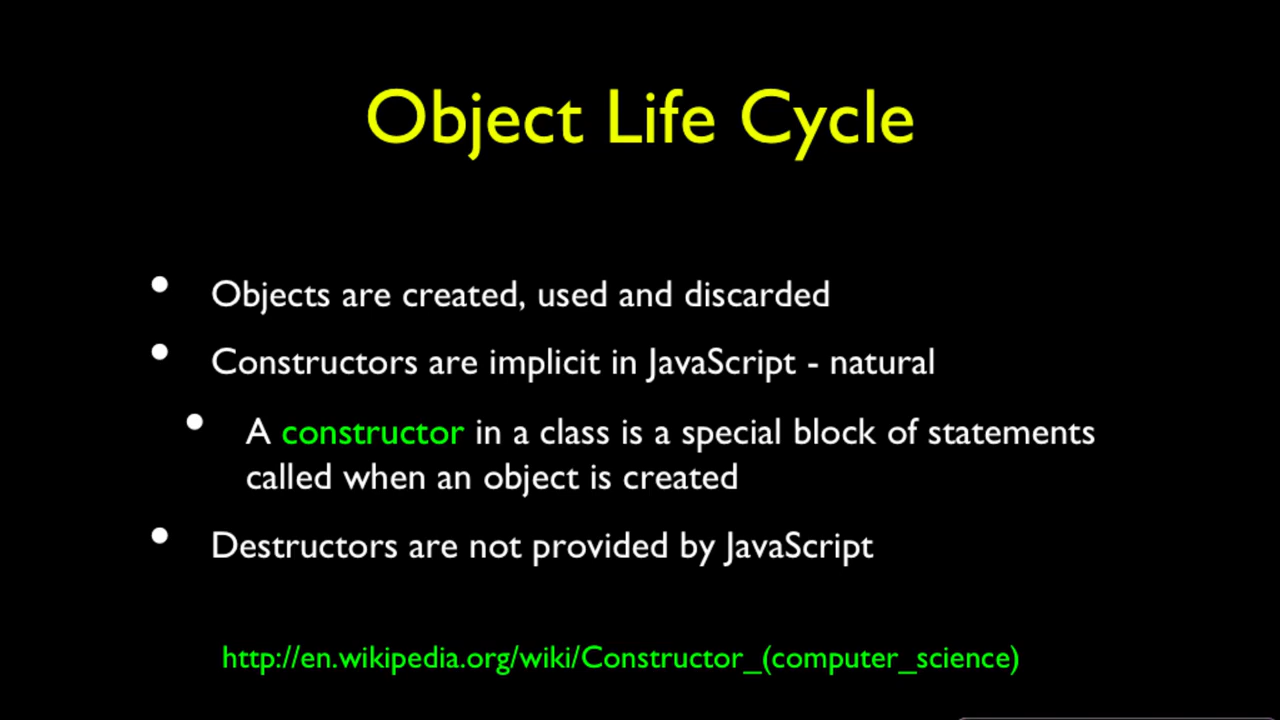 Object Life Cycle
• Objects are created, used and discarded
• Constructors are implicit in JavaScript - natural
• A constructor in a class is a special block of statements
called when an object is created
• Destructors are not provided by JavaScript
http://en.wikipedia.org/wiki/Constructor_(computer_science)